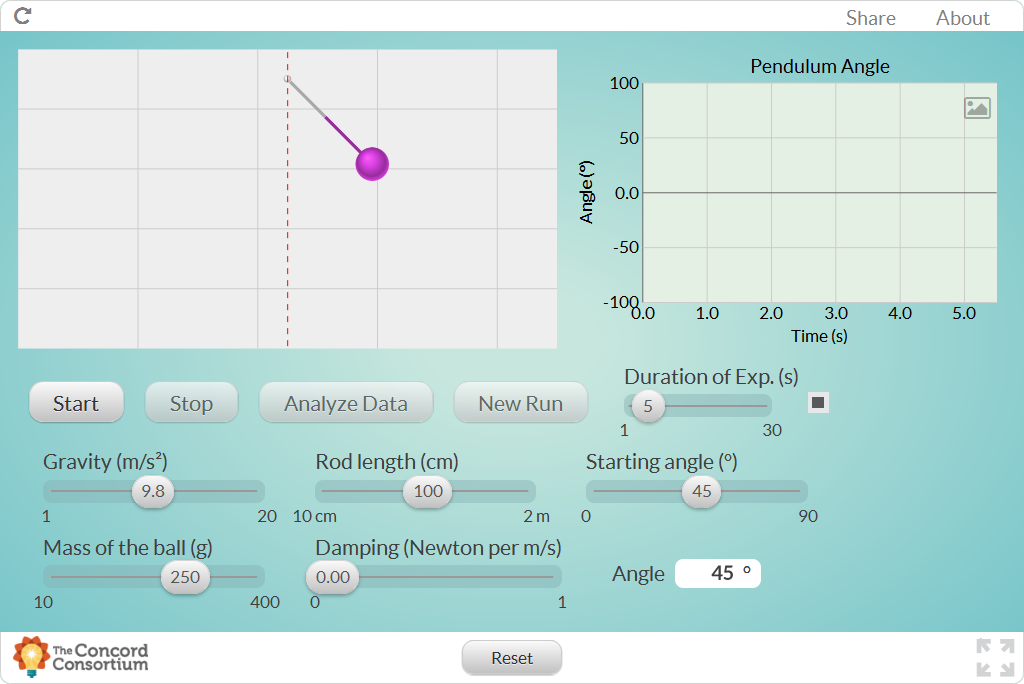 Share About
Pendulum Angle
100
50
0.0
-50
-100
Angle (º)
0.0 1.0 2.0 3.0 4.0 5.0
Time (s)
Start Stop Analyze Data New Run
Duration of Exp. (s)
5
1 30
Gravity (m/s²) Rod length (cm) Starting angle (º)
9.8 100 45
1 20 10 cm 2 m 0 90
Mass of the ball (g) Damping (Newton per m/s)
250 0.00
10 400 0 1
Angle 45 º
The Concord
Consortium
Reset